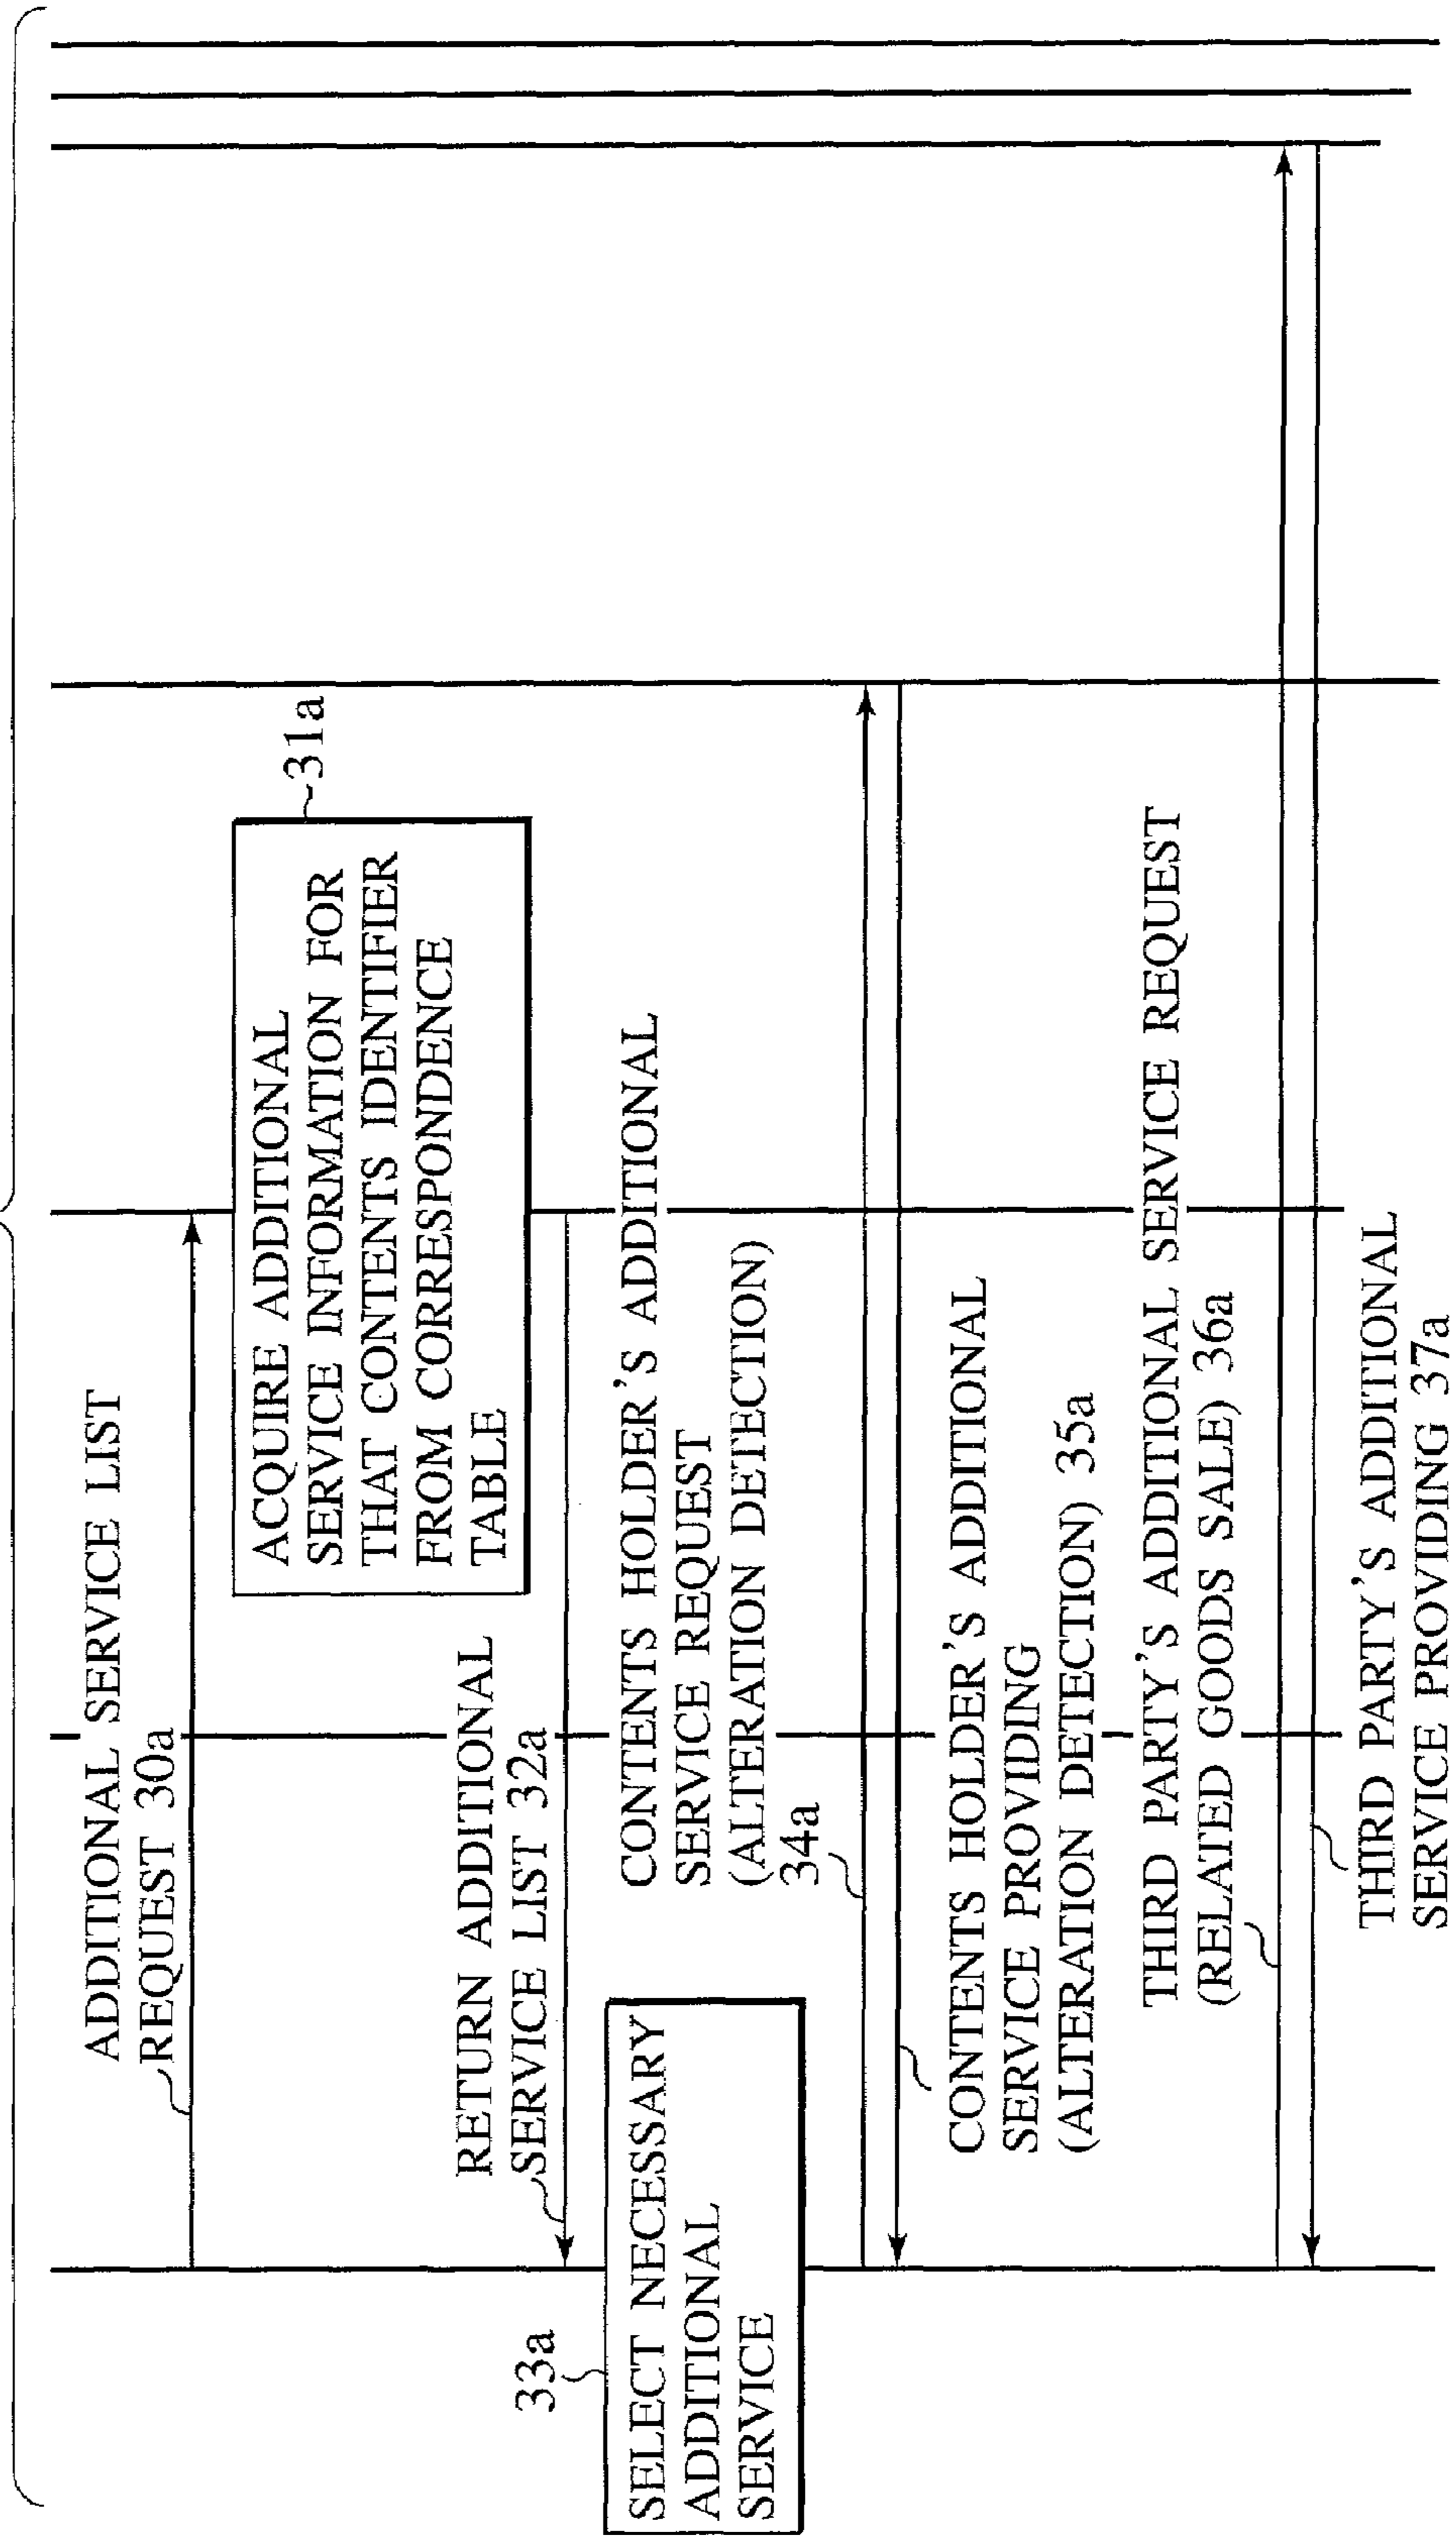 ADDITIONAL SERVICE LIST
REQUEST 30a
ACQUIRE ADDITIONAL
SERVICE INFORMATION FOR
THAT CONTENTS IDENTIFIER
FROM CORRESPONDENCE
TABLE
31a
RETURN ADDITIONAL
SERVICE LIST 32a
33a
SELECT NECESSARY
ADDITIONAL
SERVICE
CONTENTS HOLDER'S ADDITIONAL
SERVICE REQUEST
(ALTERATION DETECTION)
34a
CONTENTS HOLDER'S ADDITIONAL
SERVICE PROVIDING
(ALTERATION DETECTION) 35a
THIRD PARTY'S ADDITIONAL SERVICE REQUEST
(RELATED GOODS SALE) 36a
THIRD PARTY'S ADDITIONAL
SERVICE PROVIDING 37a